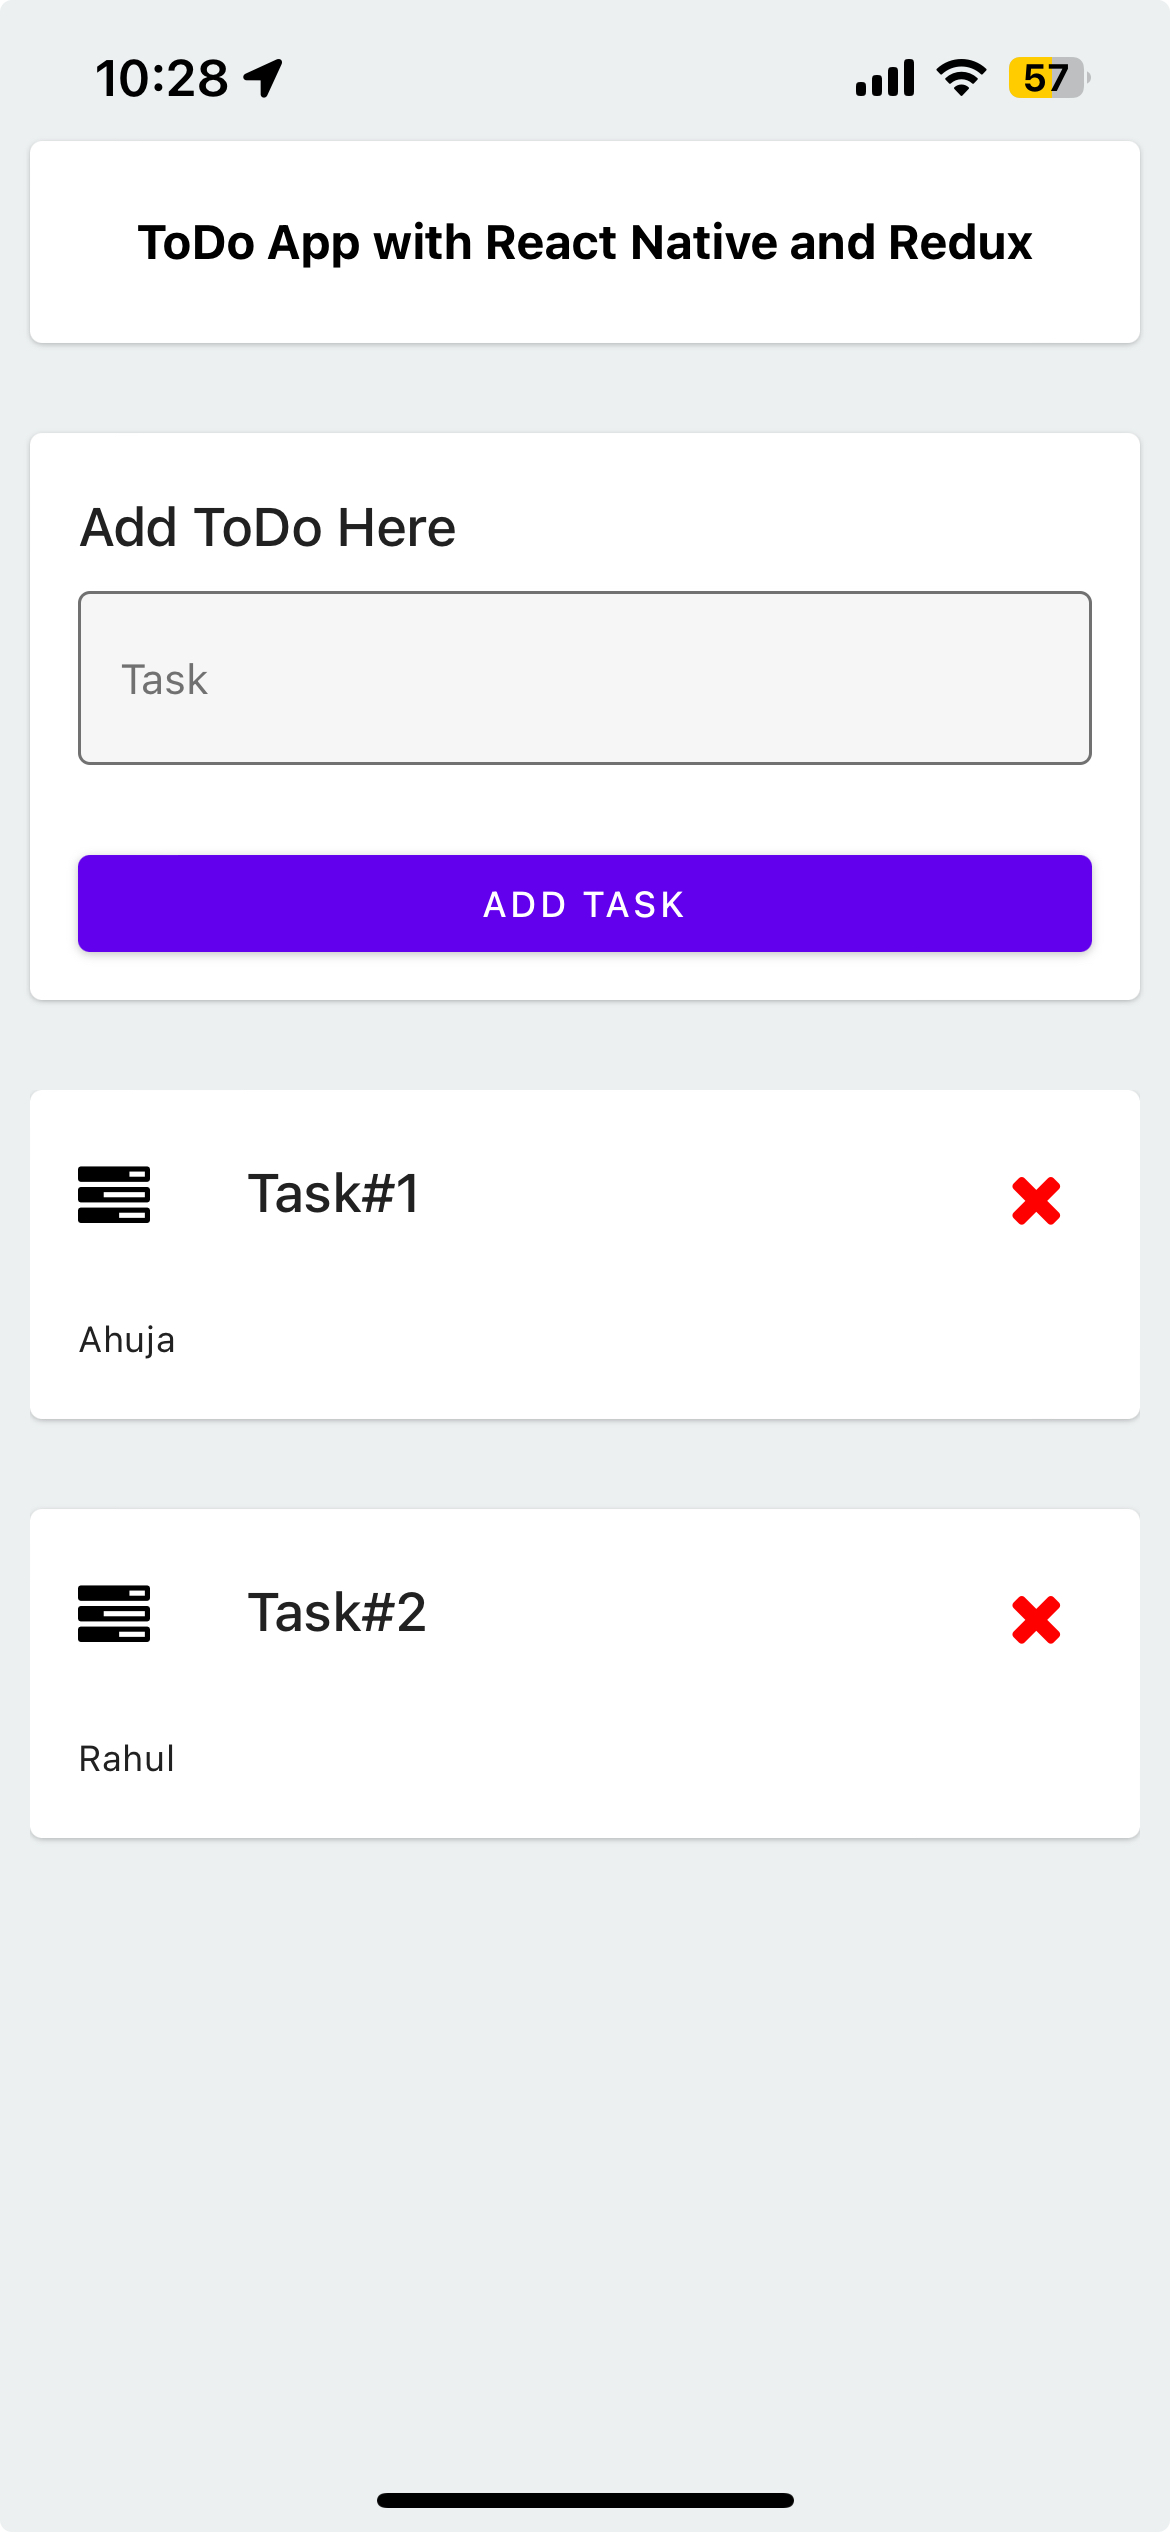 10:28
57
ToDo App with React Native and Redux
Add ToDo Here
Task
ADD TASK
Task#1
Ahuja
Task#2
Rahul